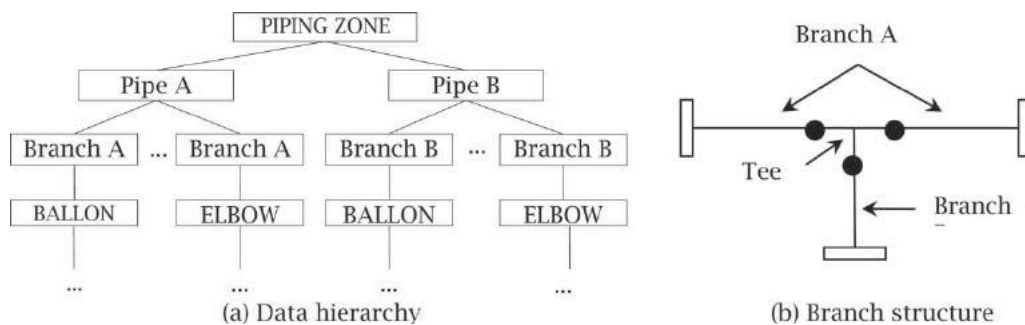 PIPING ZONE
Pipe A
Pipe B
Branch A ... Branch A
Branch B ... Branch B
BALLON
ELBOW
BALLON
ELBOW
...
...
...
...
(a) Data hierarchy
Branch A
Tee
Branch
(b) Branch structure